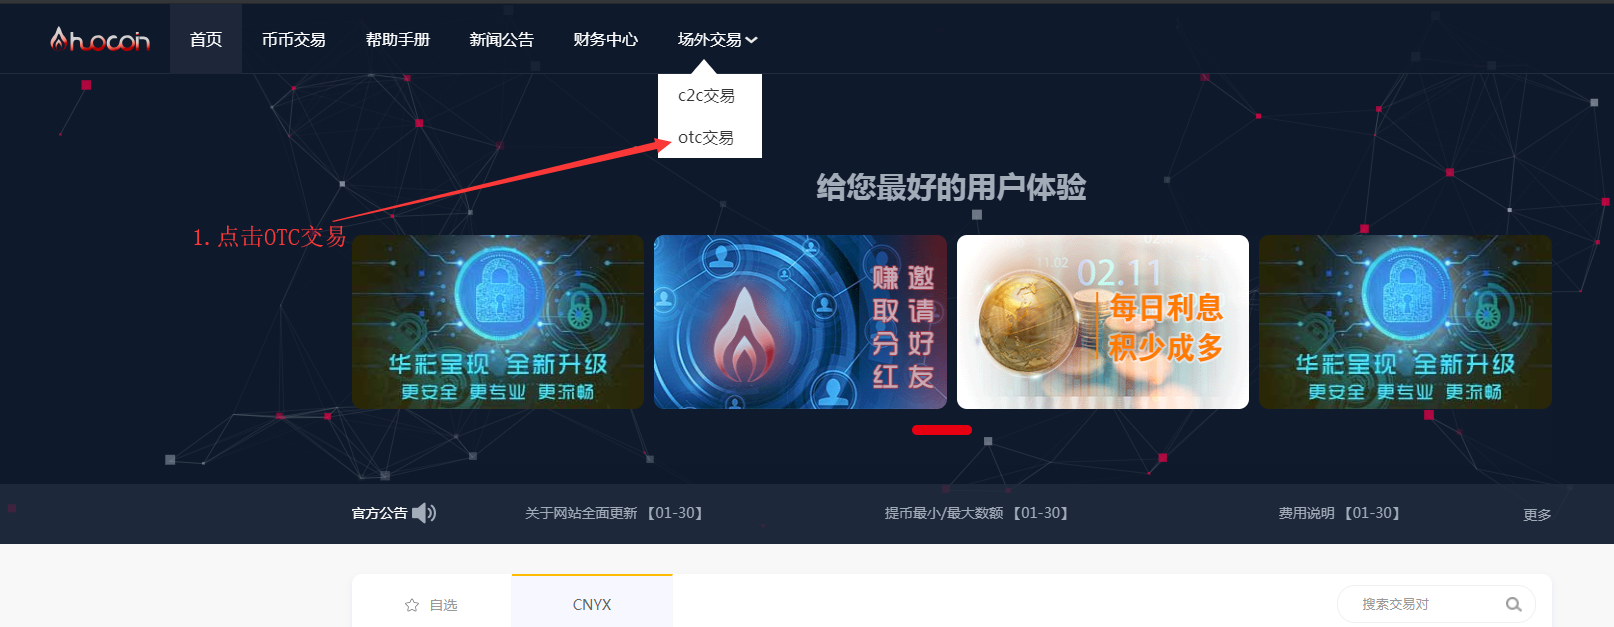 Ahuocoin
首页
币币交易
帮助手册
新闻公告
财务中心
场外交易
c2c交易
otc交易
给您最好的用户体验
1.点击OTC交易
华彩呈现 全新升级
更安全 更专业 更流畅
邀请好友
赚取分红
02
11.02
02.11
每日利息
积少成多
华彩呈现 全新升级
更安全 更专业 更流畅
官方公告
关于网站全面更新 【01-30】
提币最小/最大数额 【01-30】
费用说明 【01-30】
更多
自选
CNYX
搜索交易对